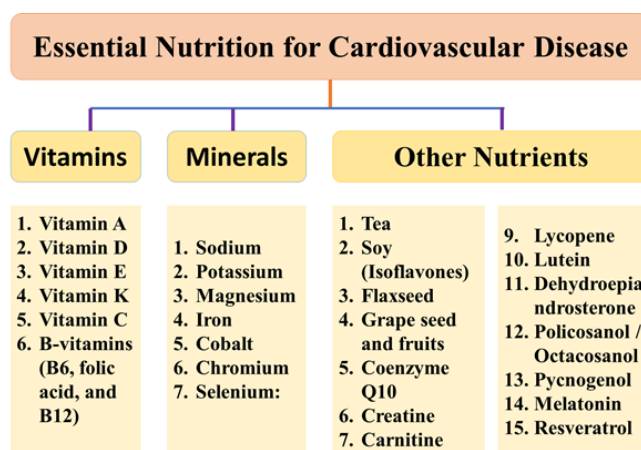 Essential Nutrition for Cardiovascular Disease
Vitamins
Minerals
Other Nutrients
1. Vitamin A
2. Vitamin D
3. Vitamin E
4. Vitamin K
5. Vitamin C
6. B-vitamins
(B6, folic
acid, and
B12)
1. Sodium
2. Potassium
3. Magnesium
4. Iron
5. Cobalt
6. Chromium
7. Selenium:
1. Tea
2. Soy
(Isoflavones)
3. Flaxseed
4. Grape seed
and fruits
5. Coenzyme
Q10
6. Creatine
7. Carnitine
9. Lycopene
10. Lutein
11. Dehydroepia
ndrosterone
12. Policosanol /
Octacosanol
13. Pycnogenol
14. Melatonin
15. Resveratrol